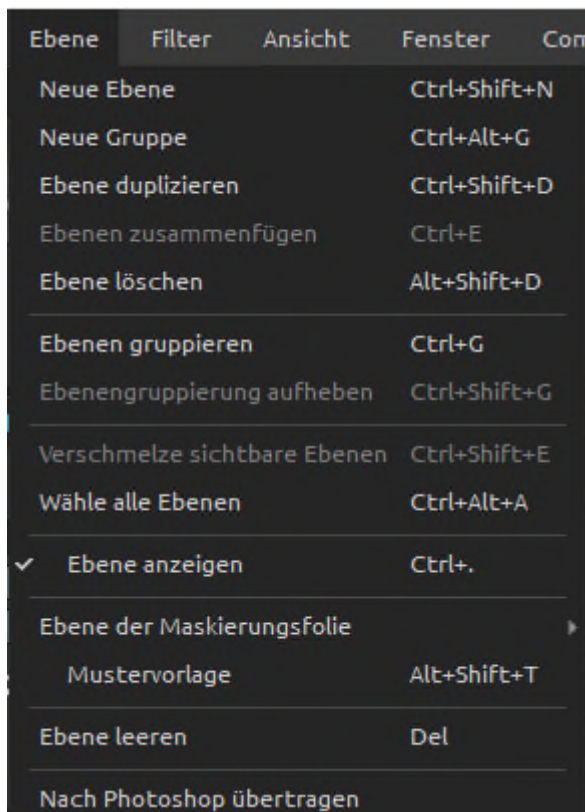 Ebene Filter Ansicht Fenster
Neue Ebene Ctrl+Shift+N
Neue Gruppe Ctrl+Alt+G
Ebene duplizieren Ctrl+Shift+D
Ebenen zusammenfügen Ctrl+E
Ebene löschen Alt+Shift+D
Ebenen gruppieren Ctrl+G
Ebenengruppierung aufheben Ctrl+Shift+G
Verschmelze sichtbare Ebenen Ctrl+Shift+E
Wähle alle Ebenen Ctrl+Alt+A
Ebene anzeigen Ctrl+.
Ebene der Maskierungsfolie
Mustervorlage Alt+Shift+T
Ebene leeren Del
Nach Photoshop übertragen